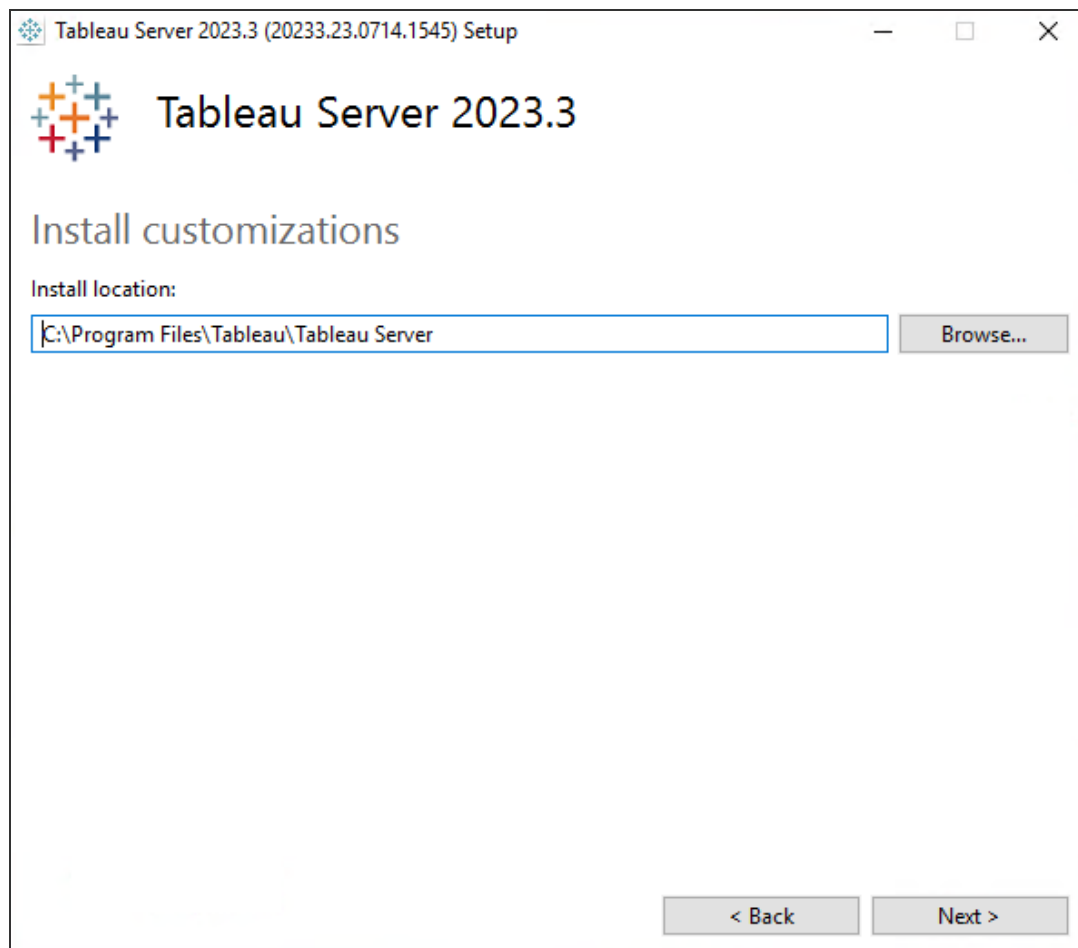 Tableau Server 2023.3 (20233.23.0714.1545) Setup
Tableau Server 2023.3
Install customizations
Install location:
C:\Program Files\Tableau\Tableau Server
Browse...
< Back
Next >